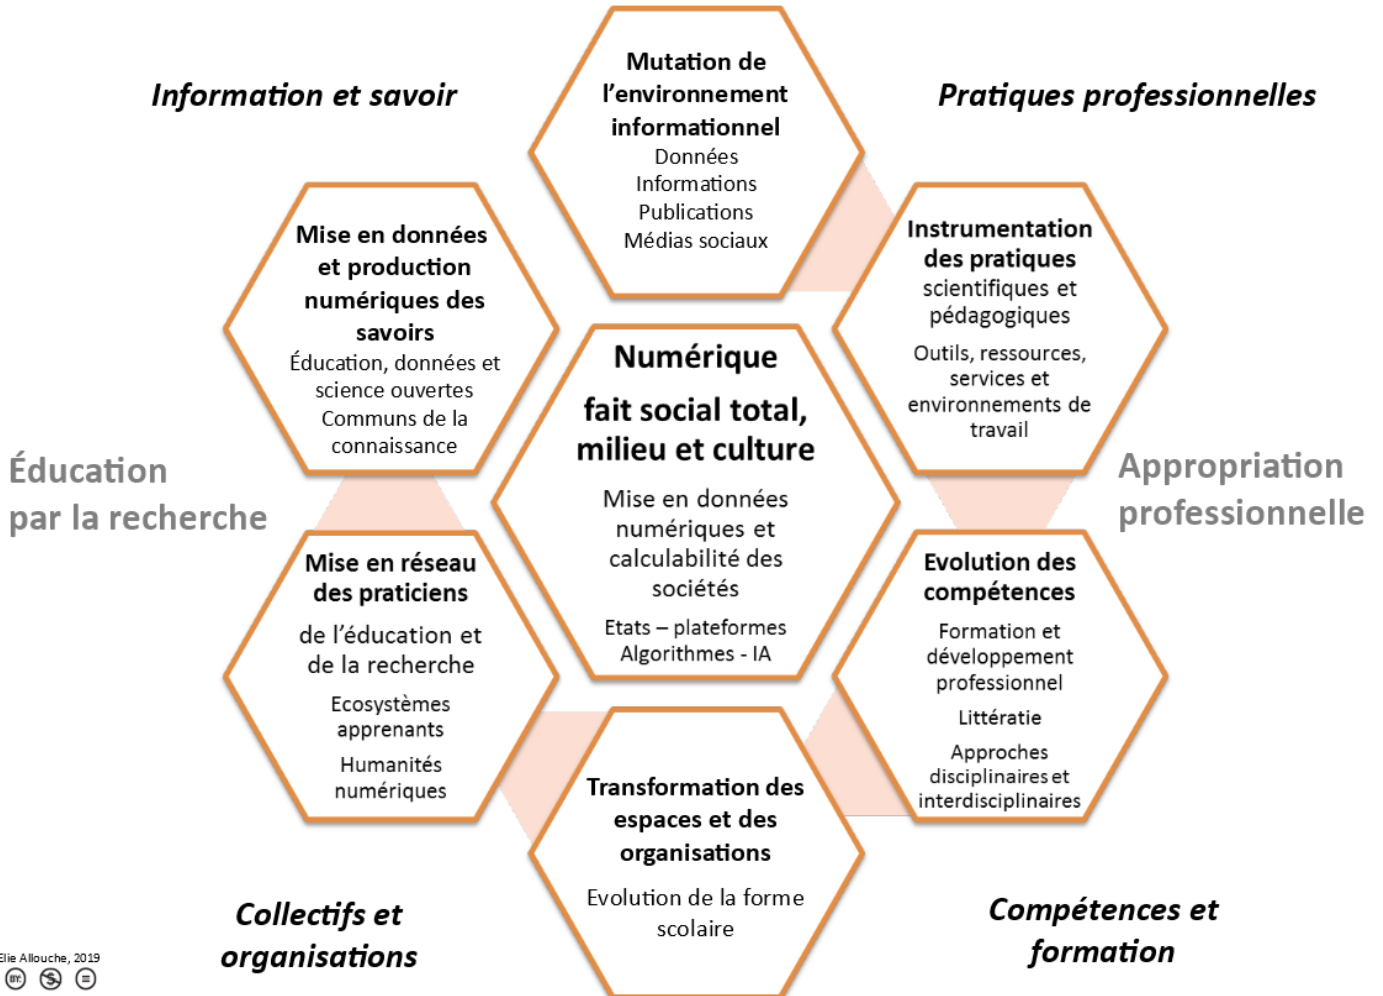 Information et savoir
Pratiques professionnelles
Mutation de
l’environnement
informationnel
Données
Informations
Publications
Médias sociaux
Mise en données
et production
numériques des
savoirs
Éducation, données et
science ouvertes
Communs de la
connaissance
Instrumentation
des pratiques
scientifiques et
pédagogiques
Outils, ressources,
services et
environnements de
travail
Numérique
fait social total,
milieu et culture
Mise en données
numériques et
calculabilité des
sociétés
Etats – plateformes
Algorithmes - IA
Éducation
par la recherche
Appropriation
professionnelle
Mise en réseau
des praticiens
de l’éducation et
de la recherche
Ecosystèmes
apprenants
Humanités
numériques
Evolution des
compétences
Formation et
développement
professionnel
Littératie
Approches
disciplinaires et
interdisciplinaires
Transformation des
espaces et des
organisations
Evolution de la forme
scolaire
Collectifs et
organisations
Compétences et
formation
Elie Allouche, 2019
BY: